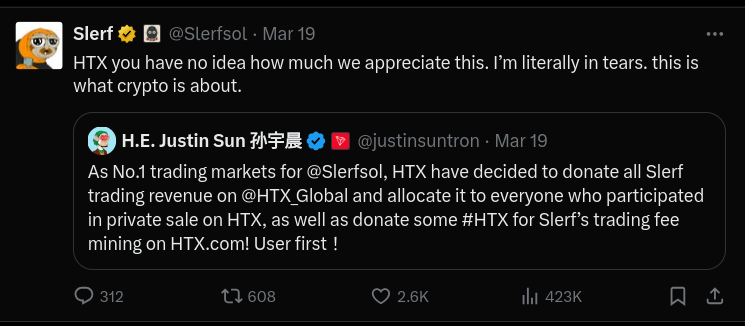 Slerf @Slerfsol · Mar 19
HTX you have no idea how much we appreciate this. I’m literally in tears. this is
what crypto is about.
H.E. Justin Sun 孙宇晨 @justinsuntron · Mar 19
As No.1 trading markets for @Slerfsol, HTX have decided to donate all Slerf
trading revenue on @HTX_Global and allocate it to everyone who participated
in private sale on HTX, as well as donate some #HTX for Slerf’s trading fee
mining on HTX.com! User first！
312 608 2.6K 423K